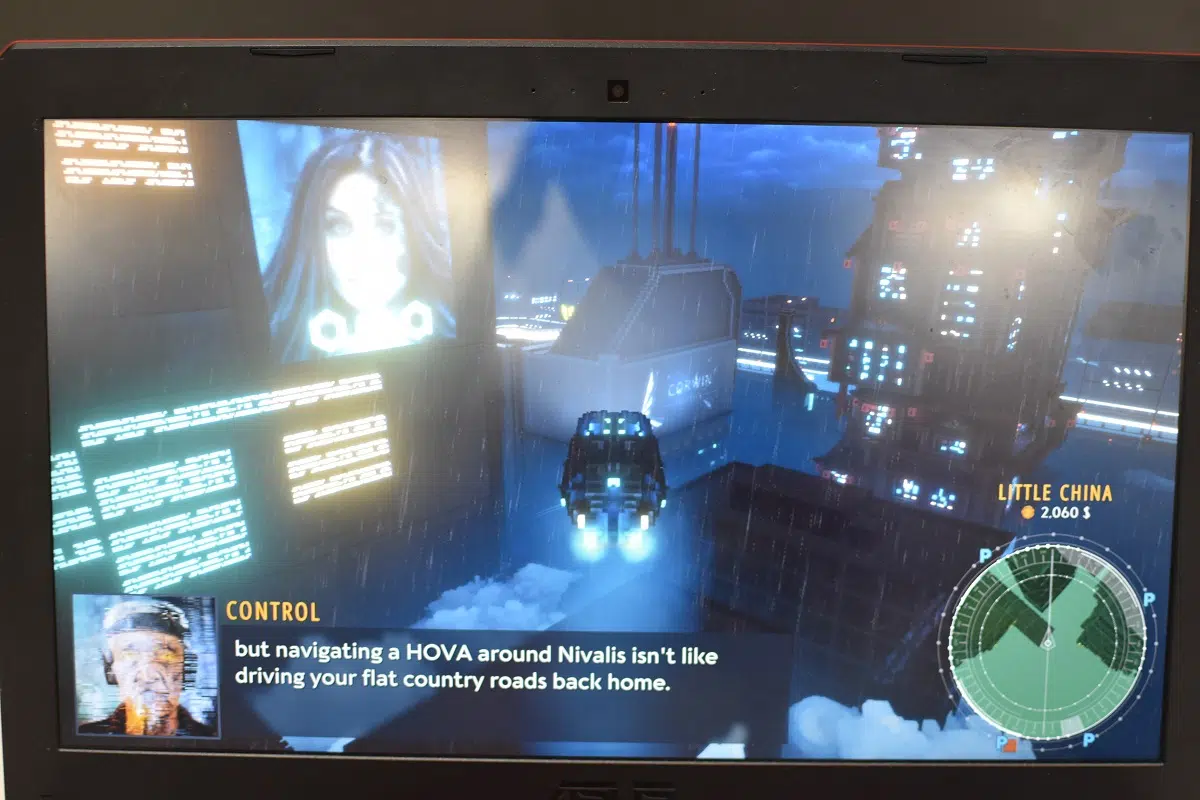 LITTLE CHINA
2.060 $
P
P
P
P
CONTROL
but navigating a HOVA around Nivalis isn't like
driving your flat country roads back home.